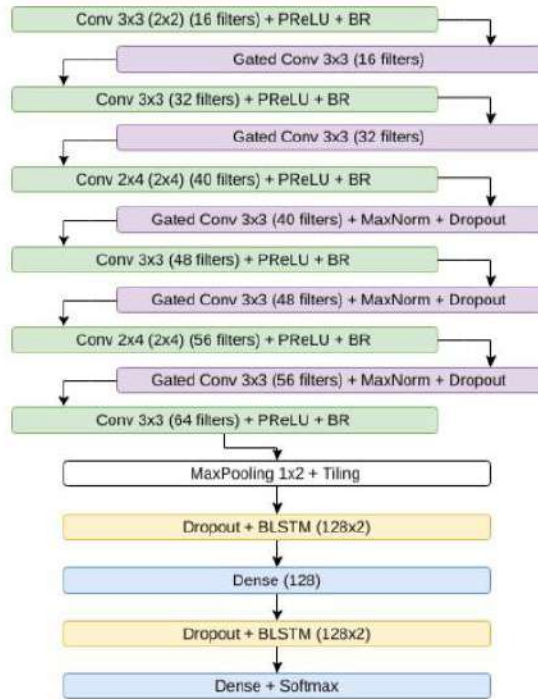 Conv 3x3 (2x2) (16 filters) + PReLU + BR
Gated Conv 3x3 (16 filters)
Conv 3x3 (32 filters) + PReLU + BR
Gated Conv 3x3 (32 filters)
Conv 2x4 (2x4) (40 filters) + PReLU + BR
Gated Conv 3x3 (40 filters) + MaxNorm + Dropout
Conv 3x3 (48 filters) + PReLU + BR
Gated Conv 3x3 (48 filters) + MaxNorm + Dropout
Conv 2x4 (2x4) (56 filters) + PReLU + BR
Gated Conv 3x3 (56 filters) + MaxNorm + Dropout
Conv 3x3 (64 filters) + PReLU + BR
MaxPooling 1x2 + Tiling
Dropout + BLSTM (128x2)
Dense (128)
Dropout + BLSTM (128x2)
Dense + Softmax